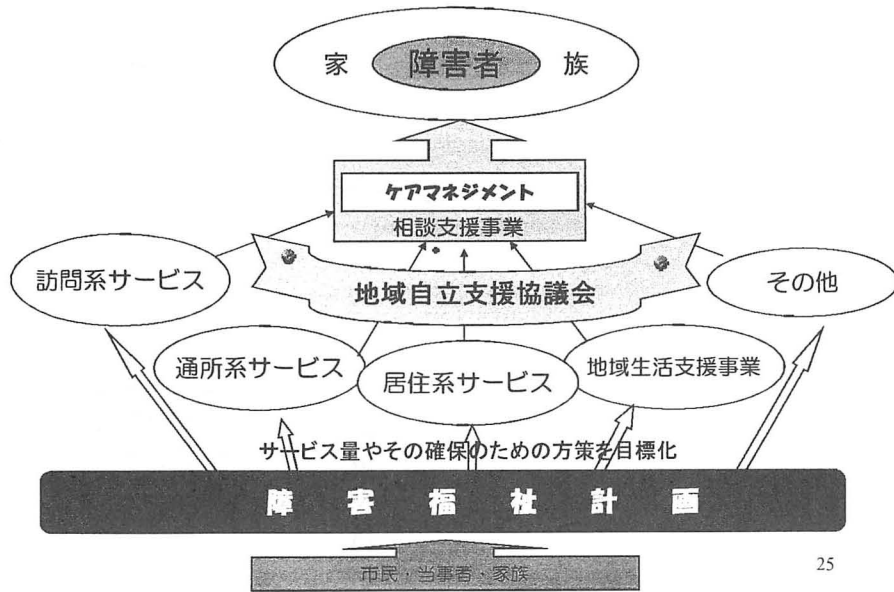 家 障害者 族
ケアマネジメント
相談支援事業
訪問系サービス
地域自立支援協議会
その他
通所系サービス
居住系サービス
地域生活支援事業
サービス量やその確保のための方策を目標化
障害福祉計画
市民・当事者・家族
25